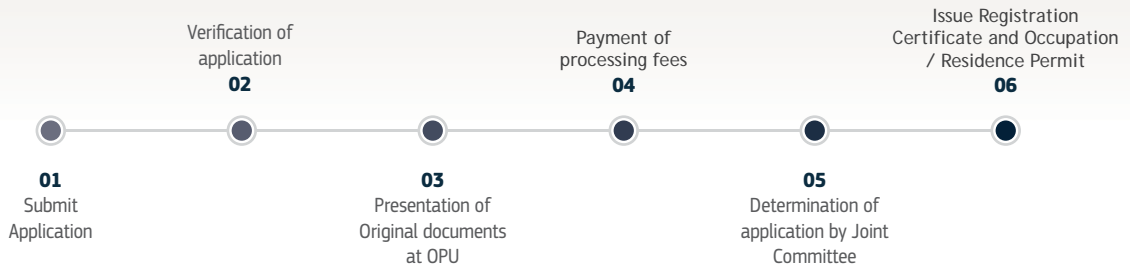 01
Submit
Application
Verification of
application
02
03
Presentation of
Original documents
at OPU
Payment of
processing fees
04
05
Determination of
application by Joint
Committee
Issue Registration
Certificate and Occupation
/ Residence Permit
06